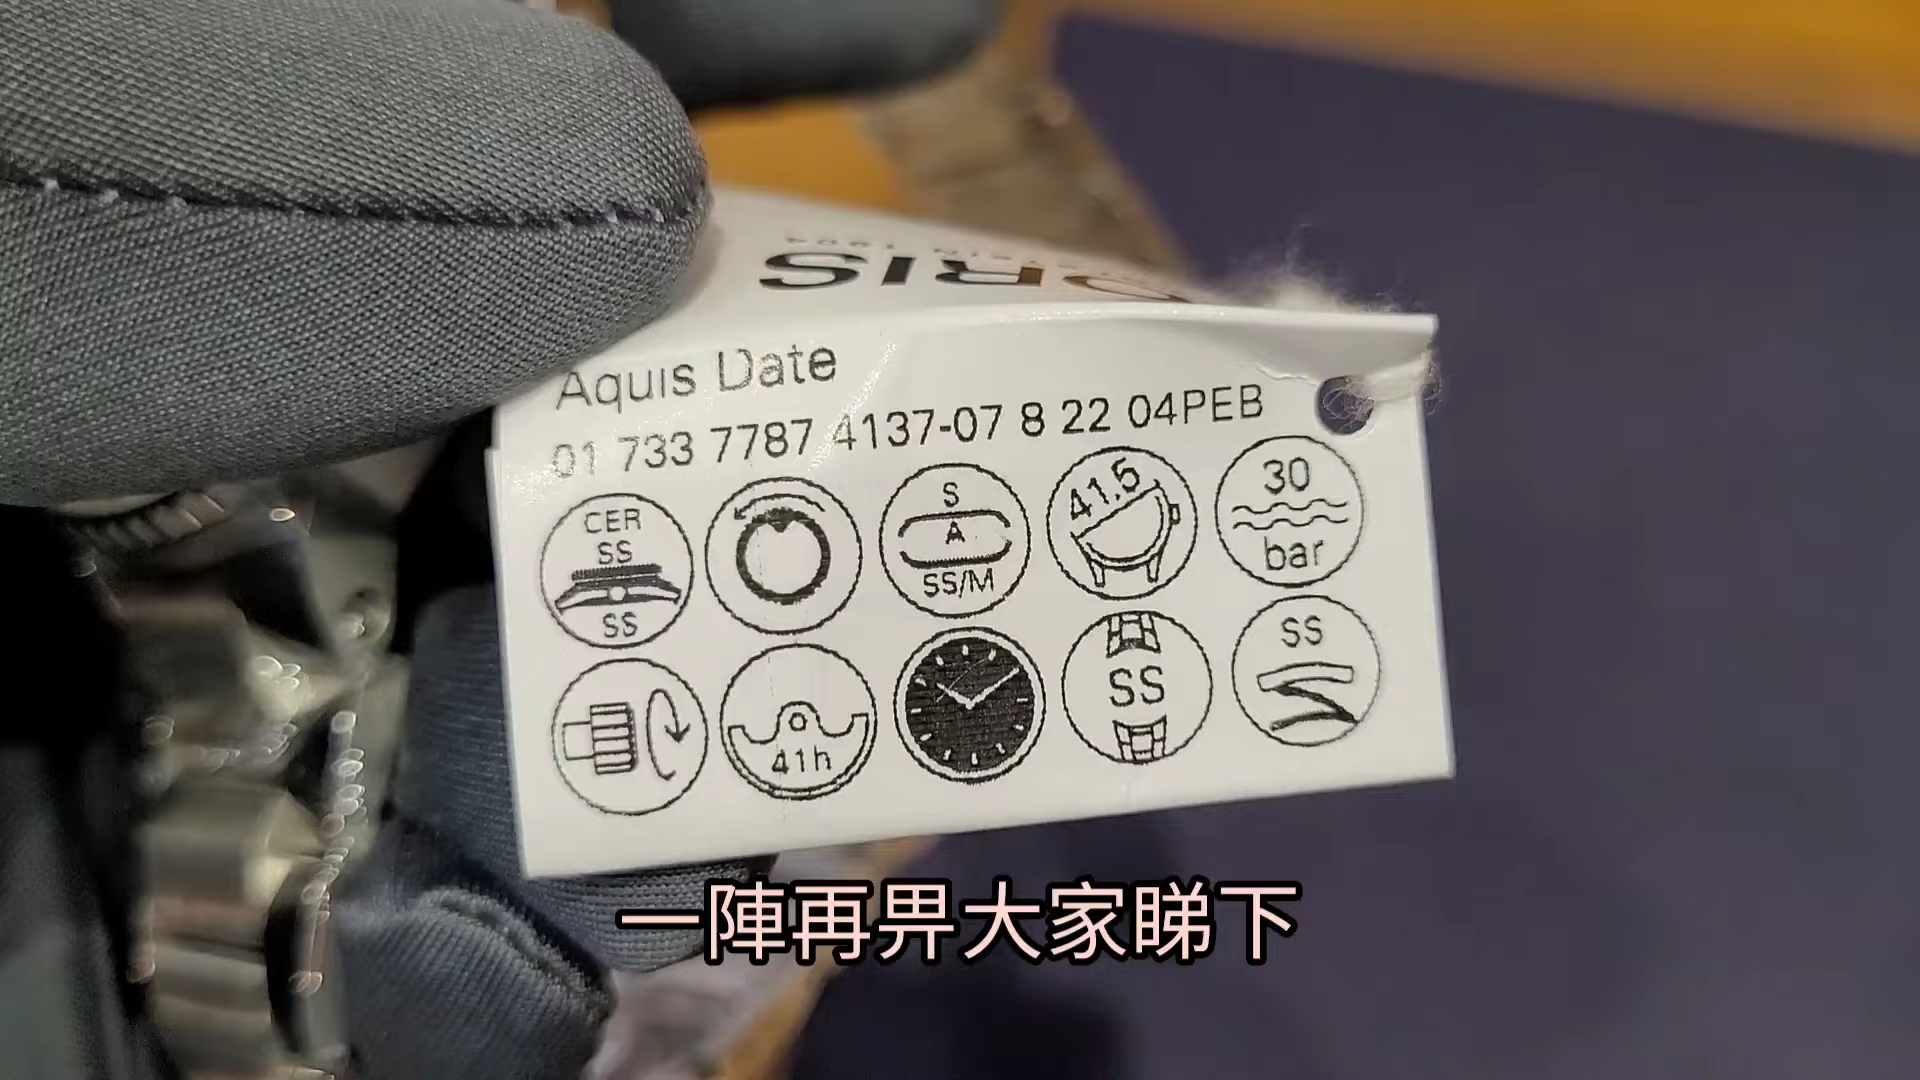 ORIS
Aquis Date
01 733 7787 4137-07 8 22 04PEB
CER
SS
SS
S
A
SS/M
41.5
30
bar
41h
SS
SS
一陣再畀大家睇下